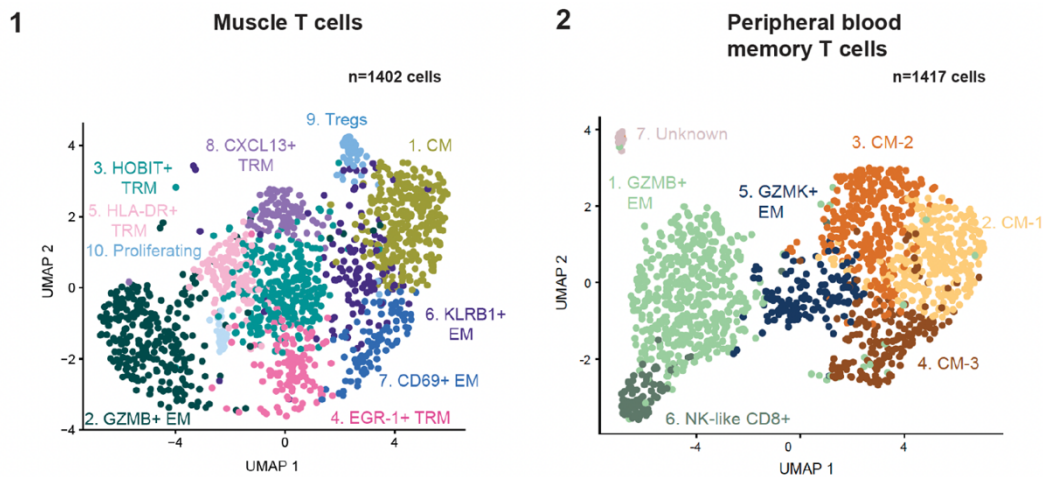 1
Muscle T cells
n=1402 cells
9. Tregs
8. CXCL13+
TRM
1. CM
3. HOBIT+
TRM
5. HLA-DR+
TRM
10. Proliferating
6. KLRB1+
EM
7. CD69+ EM
2. GZMB+ EM
4. EGR-1+ TRM
UMAP 2
4
2
0
−2
−4
−4
0
4
UMAP 1
2
Peripheral blood
memory T cells
n=1417 cells
7. Unknown
3. CM-2
1. GZMB+
EM
5. GZMK+
EM
2. CM-1
4. CM-3
6. NK-like CD8+
UMAP 2
4
2
0
-2
-4
0
4
UMAP 1